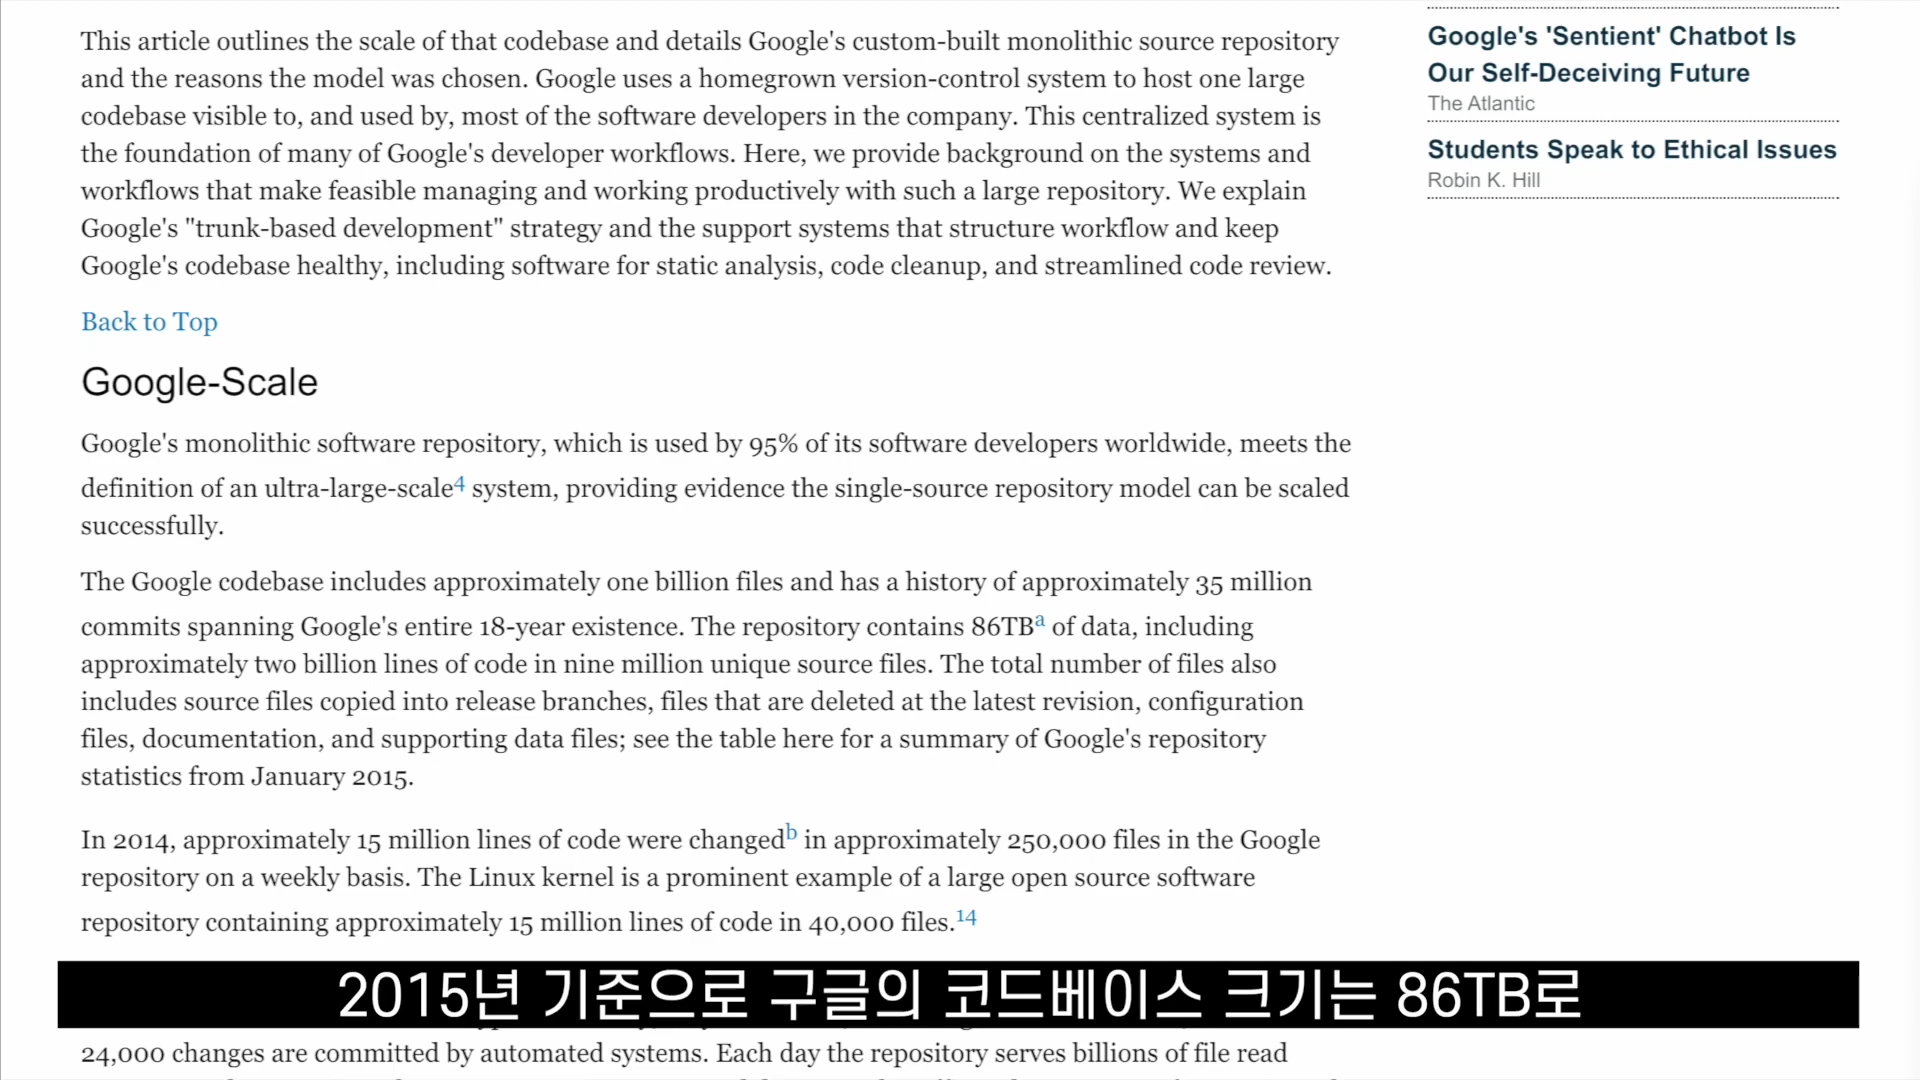 This article outlines the scale of that codebase and details Google's custom-built monolithic source repository
and the reasons the model was chosen. Google uses a homegrown version-control system to host one large
codebase visible to, and used by, most of the software developers in the company. This centralized system is
the foundation of many of Google's developer workflows. Here, we provide background on the systems and
workflows that make feasible managing and working productively with such a large repository. We explain
Google's "trunk-based development" strategy and the support systems that structure workflow and keep
Google's codebase healthy, including software for static analysis, code cleanup, and streamlined code review.
Back to Top
Google-Scale
Google's monolithic software repository, which is used by 95% of its software developers worldwide, meets the
definition of an ultra-large-scale4 system, providing evidence the single-source repository model can be scaled
successfully.
The Google codebase includes approximately one billion files and has a history of approximately 35 million
commits spanning Google's entire 18-year existence. The repository contains 86TBa of data, including
approximately two billion lines of code in nine million unique source files. The total number of files also
includes source files copied into release branches, files that are deleted at the latest revision, configuration
files, documentation, and supporting data files; see the table here for a summary of Google's repository
statistics from January 2015.
In 2014, approximately 15 million lines of code were changedb in approximately 250,000 files in the Google
repository on a weekly basis. The Linux kernel is a prominent example of a large open source software
repository containing approximately 15 million lines of code in 40,000 files.14
2015년 기준으로 구글의 코드베이스 크기는 86TB로
24,000 changes are committed by automated systems. Each day the repository serves billions of file read
Google's 'Sentient' Chatbot Is
Our Self-Deceiving Future
The Atlantic
Students Speak to Ethical Issues
Robin K. Hill